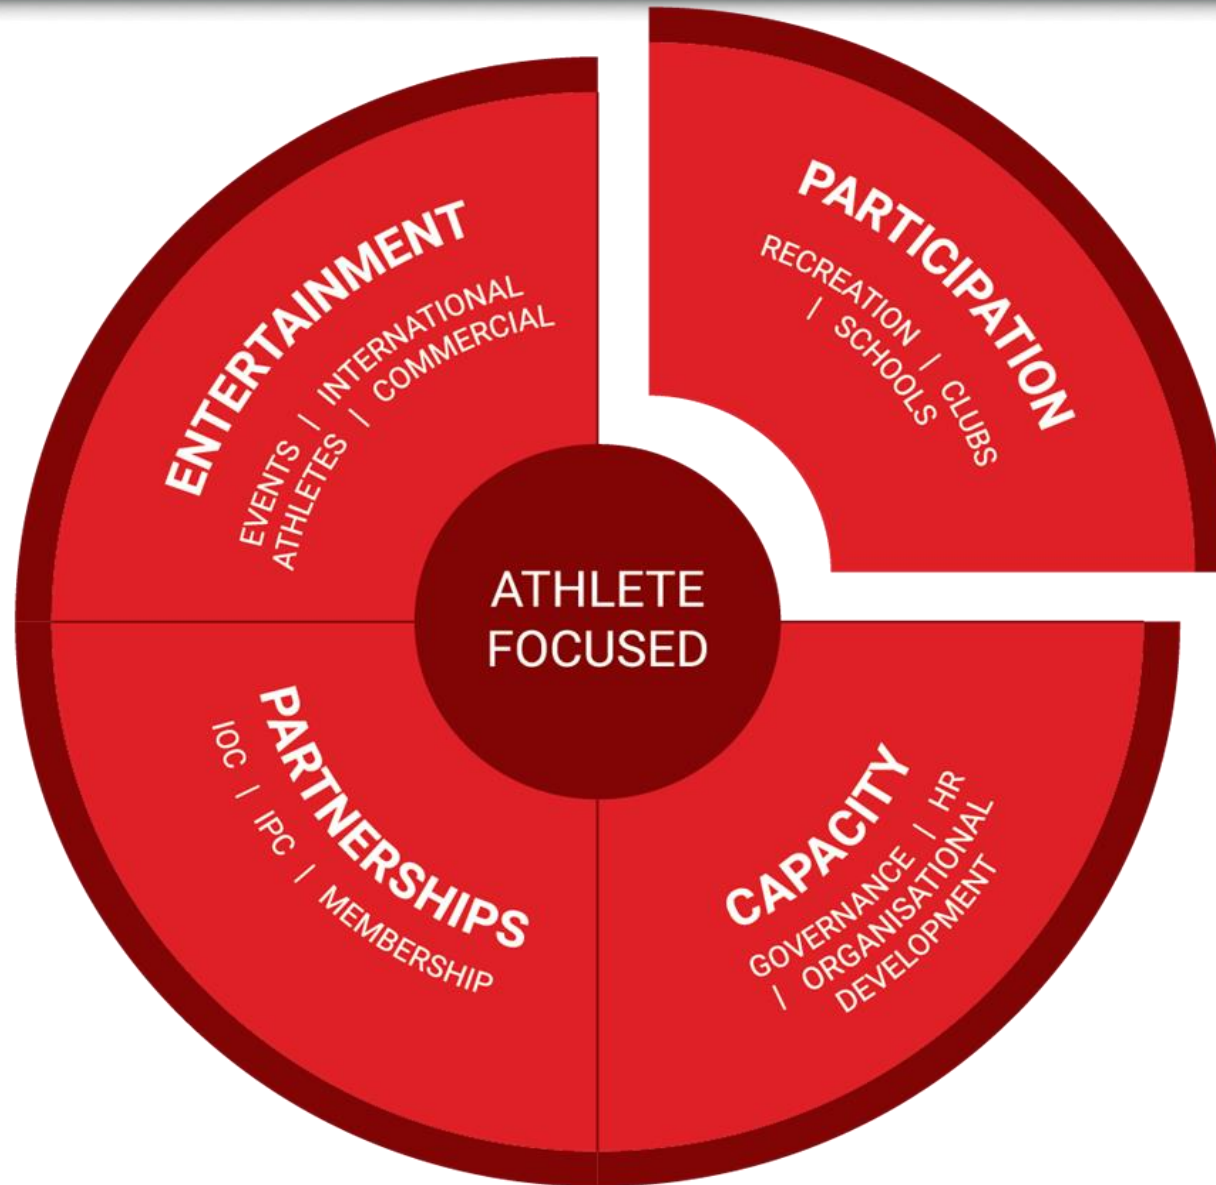 ENTERTAINMENT
EVENTS | INTERNATIONAL
ATHLETES | COMMERCIAL
PARTICIPATION
RECREATION | CLUBS
| SCHOOLS
ATHLETE
FOCUSED
PARTNERSHIPS
IOC | IPC | MEMBERSHIP
CAPACITY
GOVERNANCE | HR
| ORGANISATIONAL
DEVELOPMENT